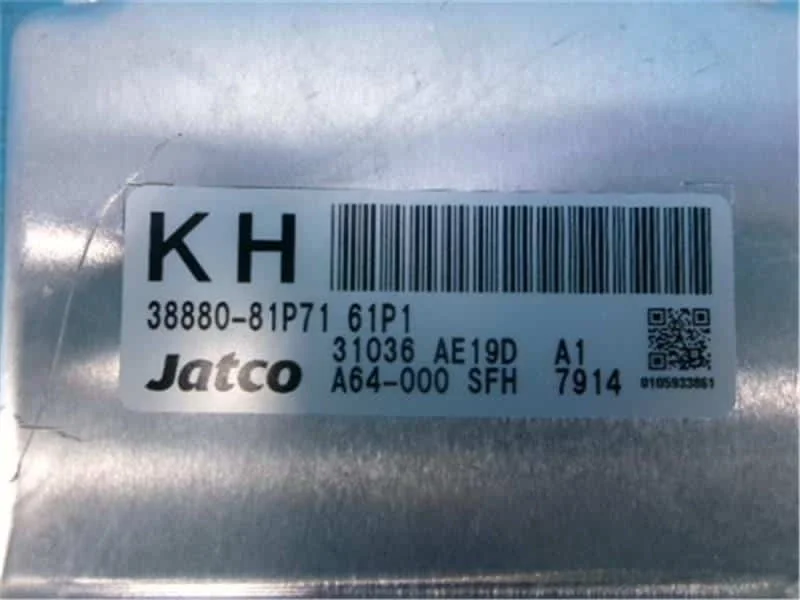 KH
38880-81P71 61P1
31036 AE19D A1
Jatco A64-000 SFH 7914
0105933861